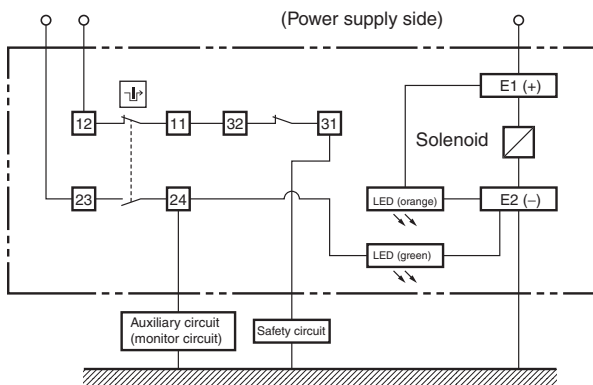 (Power supply side)
E1 (+)
12
11
32
31
Solenoid
23
24
LED (orange)
E2 (−)
LED (green)
Auxiliary circuit
(monitor circuit)
Safety circuit